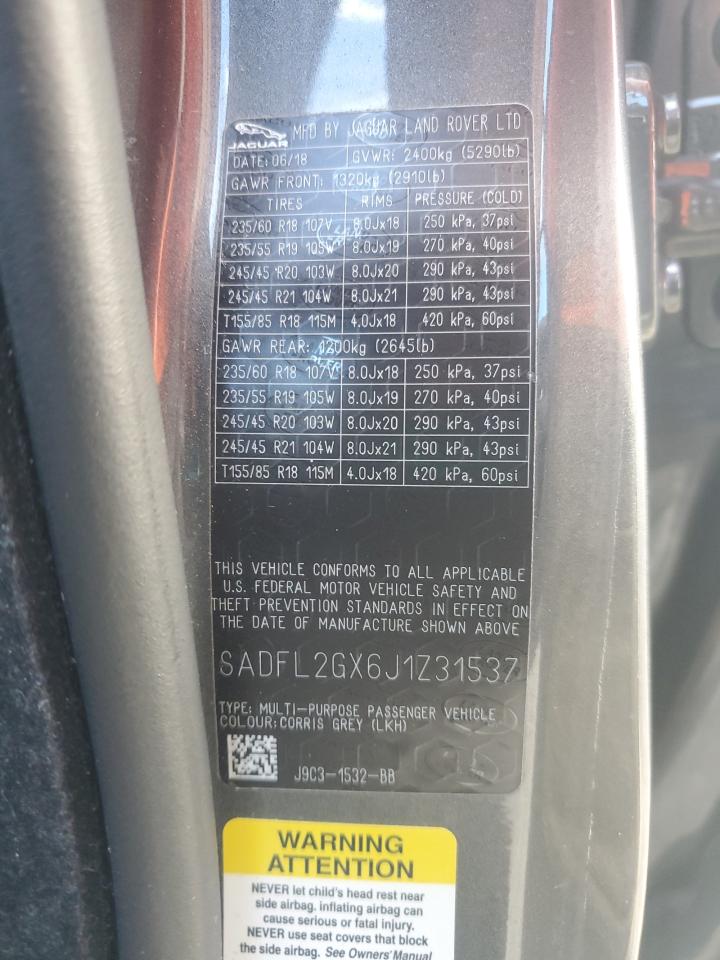 JAGUAR MFD BY JAGUAR LAND ROVER LTD
DATE: 06/18 GVWR: 2400kg (5290lb)
GAWR FRONT: 1320kg (2910lb)
TIRES RIMS PRESSURE (COLD)
235/60 R18 107V 8.0Jx18 250 kPa, 37psi
235/55 R19 105W 8.0Jx19 270 kPa, 40psi
245/45 R20 103W 8.0Jx20 290 kPa, 43psi
245/45 R21 104W 8.0Jx21 290 kPa, 43psi
T155/85 R18 115M 4.0Jx18 420 kPa, 60psi
GAWR REAR: 1200kg (2645lb)
235/60 R18 107V 8.0Jx18 250 kPa, 37psi
235/55 R19 105W 8.0Jx19 270 kPa, 40psi
245/45 R20 103W 8.0Jx20 290 kPa, 43psi
245/45 R21 104W 8.0Jx21 290 kPa, 43psi
T155/85 R18 115M 4.0Jx18 420 kPa, 60psi
THIS VEHICLE CONFORMS TO ALL APPLICABLE
U.S. FEDERAL MOTOR VEHICLE SAFETY AND
THEFT PREVENTION STANDARDS IN EFFECT ON
THE DATE OF MANUFACTURE SHOWN ABOVE
SADFL2GX6J1Z31537
TYPE: MULTI-PURPOSE PASSENGER VEHICLE
COLOUR:CORRIS GREY (LKH)
J9C3-1532-BB
WARNING
ATTENTION
NEVER let child's head rest near
side airbag. inflating airbag can
cause serious or fatal injury.
NEVER use seat covers that block
the side airbag. See Owners' Manual